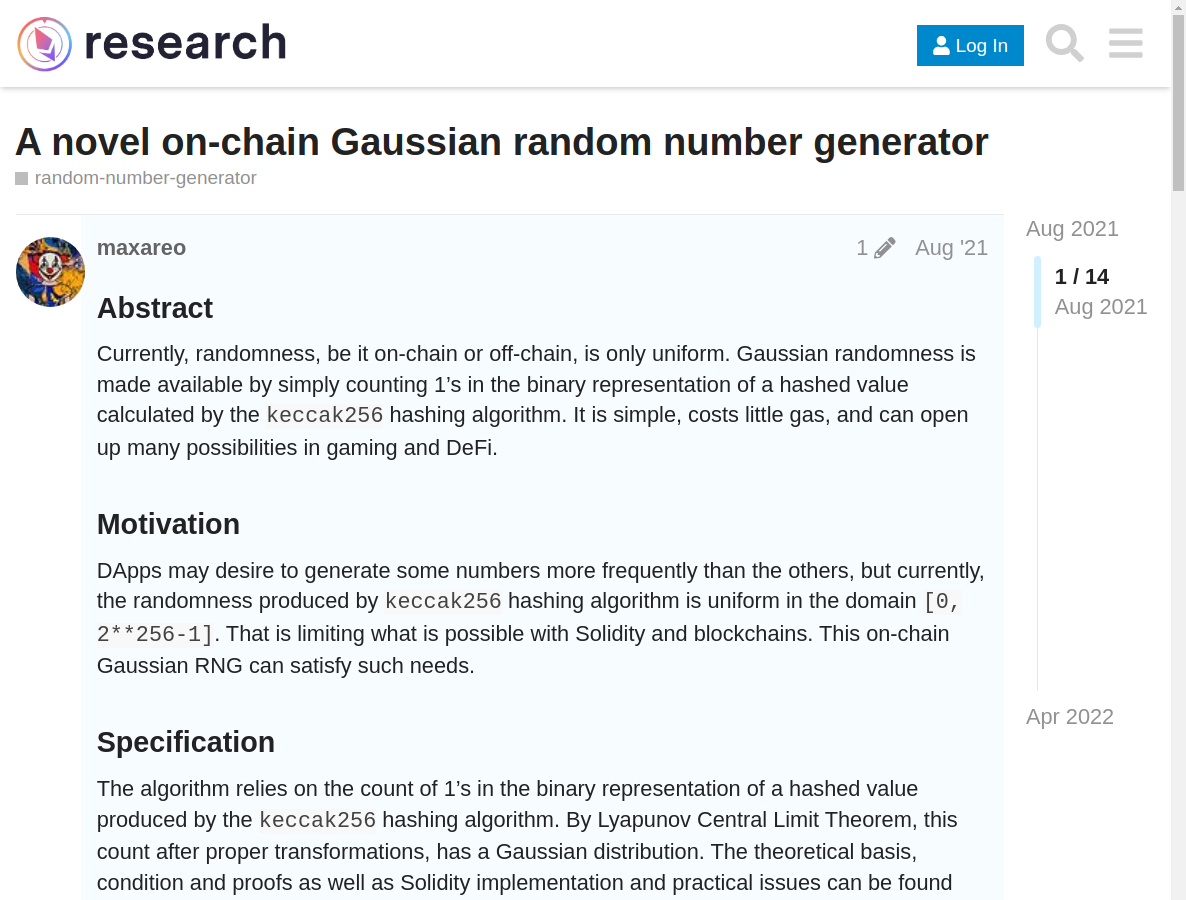 research
Log In
A novel on-chain Gaussian random number generator
random-number-generator
maxareo
1
Aug '21
Abstract
Currently, randomness, be it on-chain or off-chain, is only uniform. Gaussian randomness is
made available by simply counting 1’s in the binary representation of a hashed value
calculated by the keccak256 hashing algorithm. It is simple, costs little gas, and can open
up many possibilities in gaming and DeFi.
Motivation
DApps may desire to generate some numbers more frequently than the others, but currently,
the randomness produced by keccak256 hashing algorithm is uniform in the domain [0,
2**256-1]. That is limiting what is possible with Solidity and blockchains. This on-chain
Gaussian RNG can satisfy such needs.
Specification
The algorithm relies on the count of 1’s in the binary representation of a hashed value
produced by the keccak256 hashing algorithm. By Lyapunov Central Limit Theorem, this
count after proper transformations, has a Gaussian distribution. The theoretical basis,
condition and proofs as well as Solidity implementation and practical issues can be found
Aug 2021
1 / 14
Aug 2021
Apr 2022